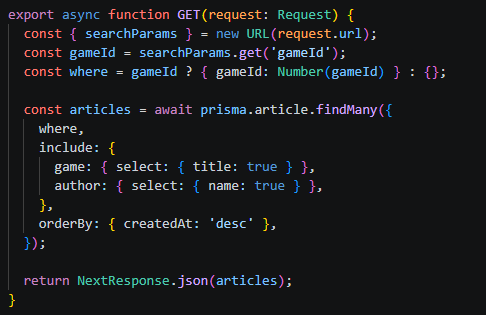 export async function GET(request: Request) {
  const { searchParams } = new URL(request.url);
  const gameId = searchParams.get('gameId');
  const where = gameId ? { gameId: Number(gameId) } : {};

  const articles = await prisma.article.findMany({
    where,
    include: {
      game: { select: { title: true } },
      author: { select: { name: true } },
    },
    orderBy: { createdAt: 'desc' },
  });

  return NextResponse.json(articles);
}